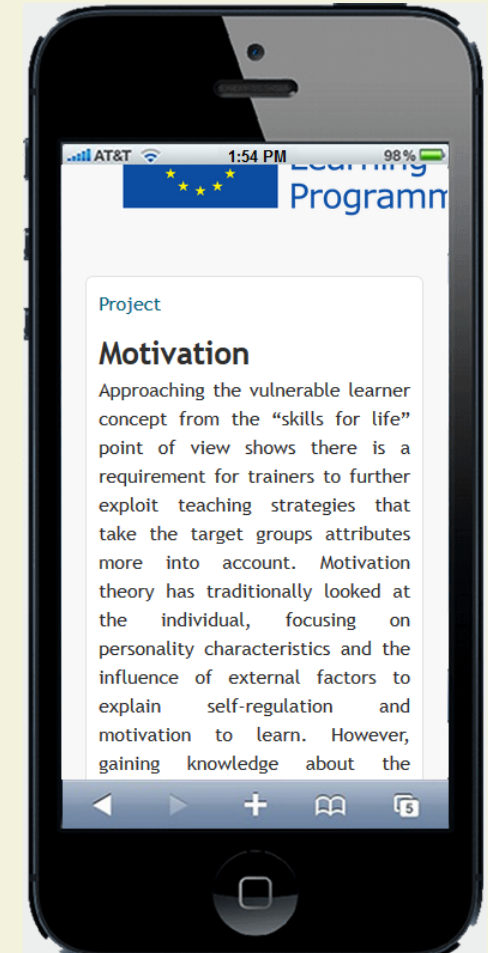 AT&T 1:54 PM 98%
Learning
Programm
Project
Motivation
Approaching the vulnerable learner
concept from the “skills for life”
point of view shows there is a
requirement for trainers to further
exploit teaching strategies that
take the target groups attributes
more into account. Motivation
theory has traditionally looked at
the individual, focusing on
personality characteristics and the
influence of external factors to
explain self-regulation and
motivation to learn. However,
gaining knowledge about the
5